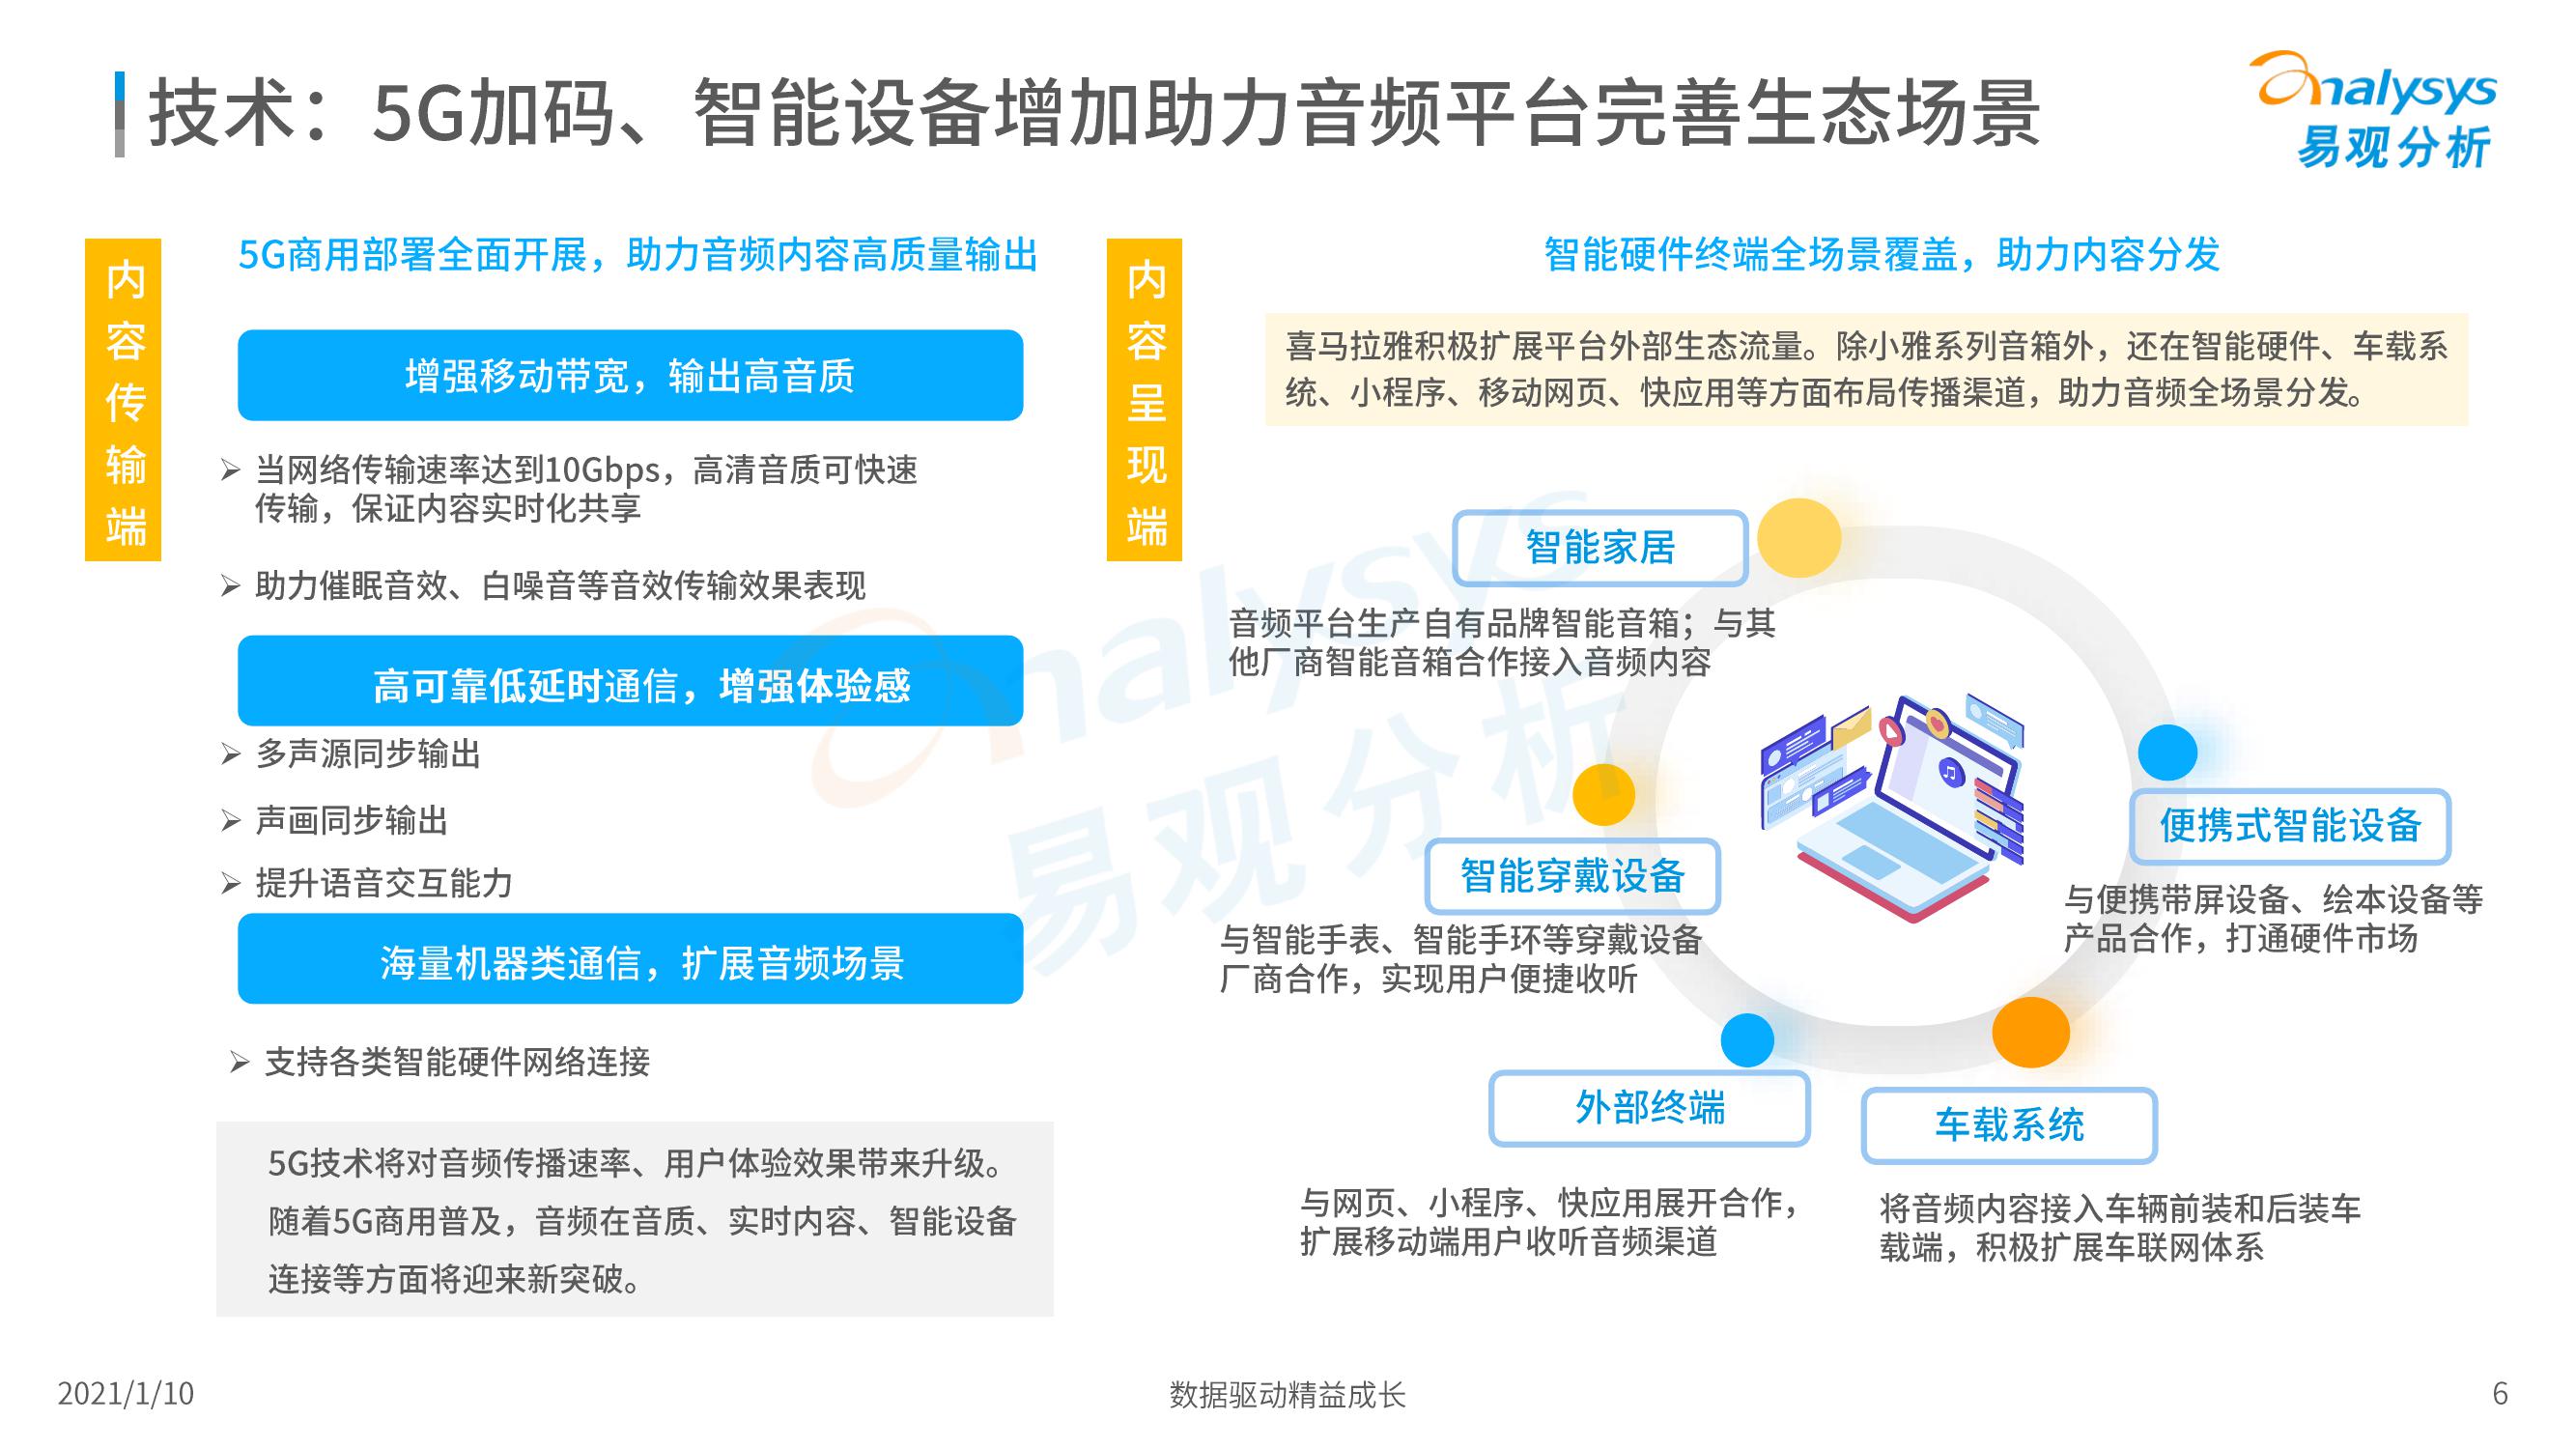 技术：5G加码、智能设备增加助力音频平台完善生态场景
analysys
易观分析
内容传输端
5G商用部署全面开展，助力音频内容高质量输出
增强移动带宽，输出高音质
当网络传输速率达到10Gbps，高清音质可快速
传输，保证内容实时化共享
助力催眠音效、白噪音等音效传输效果表现
高可靠低延时通信，增强体验感
多声源同步输出
声画同步输出
提升语音交互能力
海量机器类通信，扩展音频场景
支持各类智能硬件网络连接
5G技术将对音频传播速率、用户体验效果带来升级。
随着5G商用普及，音频在音质、实时内容、智能设备
连接等方面将迎来新突破。
内容呈现端
智能硬件终端全场景覆盖，助力内容分发
喜马拉雅积极扩展平台外部生态流量。除小雅系列音箱外，还在智能硬件、车载系
统、小程序、移动网页、快应用等方面布局传播渠道，助力音频全场景分发。
智能家居
音频平台生产自有品牌智能音箱；与其
他厂商智能音箱合作接入音频内容
智能穿戴设备
与智能手表、智能手环等穿戴设备
厂商合作，实现用户便捷收听
便携式智能设备
与便携带屏设备、绘本设备等
产品合作，打通硬件市场
外部终端
与网页、小程序、快应用展开合作，
扩展移动端用户收听音频渠道
车载系统
将音频内容接入车辆前装和后装车
载端，积极扩展车联网体系
analysys
易观分析
2021/1/10
数据驱动精益成长
6